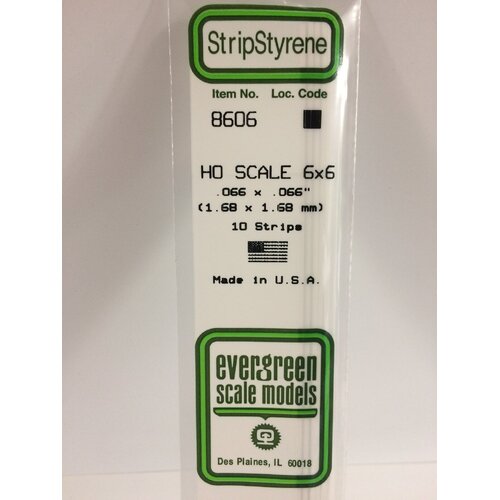 StripStyrene
Item No. Loc. Code
8606
HO SCALE 6x6
.066 x .066"
(1.68 x 1.68 mm)
10 Strips
Made in U.S.A.
evergreen
scale models
Des Plaines, IL 60018